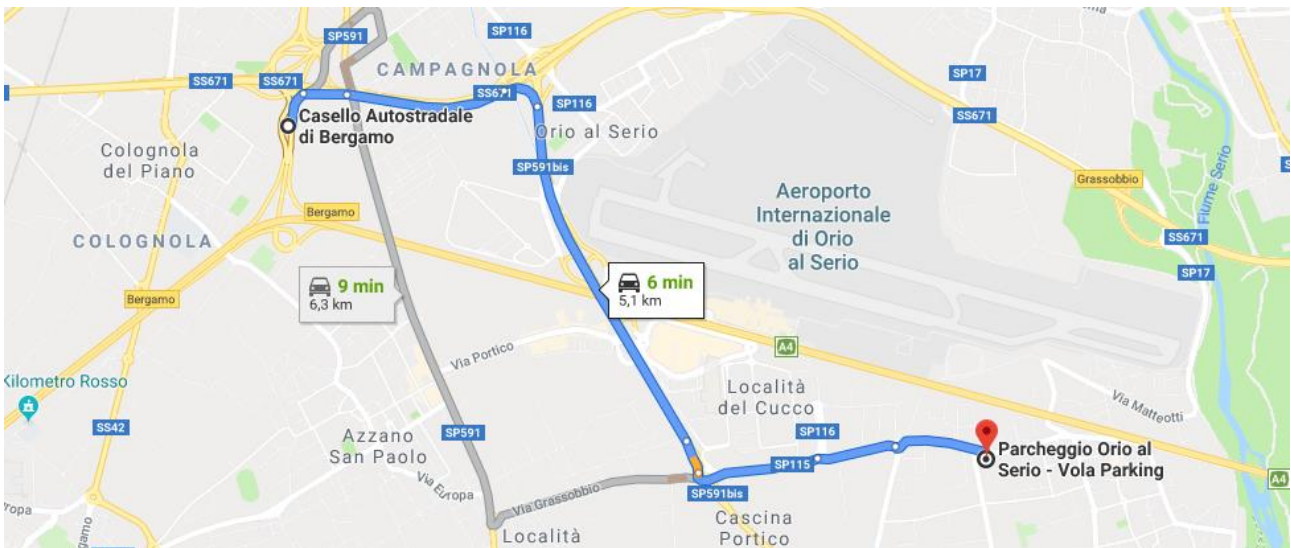 SP116
SP591
CAMPAGNOLA
SS671
SS671
SS671
SP17
SS671
Casello Autostradale
di Bergamo
SP116
Orio al Serio
Colognola
del Piano
SP591bis
Grassobbio
Fiume Serio
Aeroporto
Internazionale
di Orio
al Serio
Bergamo
COLOGNOLA
SS671
SP17
9 min
6,3 km
6 min
5,1 km
Bergamo
A4
Via Portico
Kilometro Rosso
Località
del Cucco
Via Matteotti
SS42
Azzano
San Paolo
SP591
SP116
Parcheggio Orio al
Serio - Vola Parking
SP115
A4
Via Europa
Via Grassobbio
SP591bis
Cascina
Portico
Località